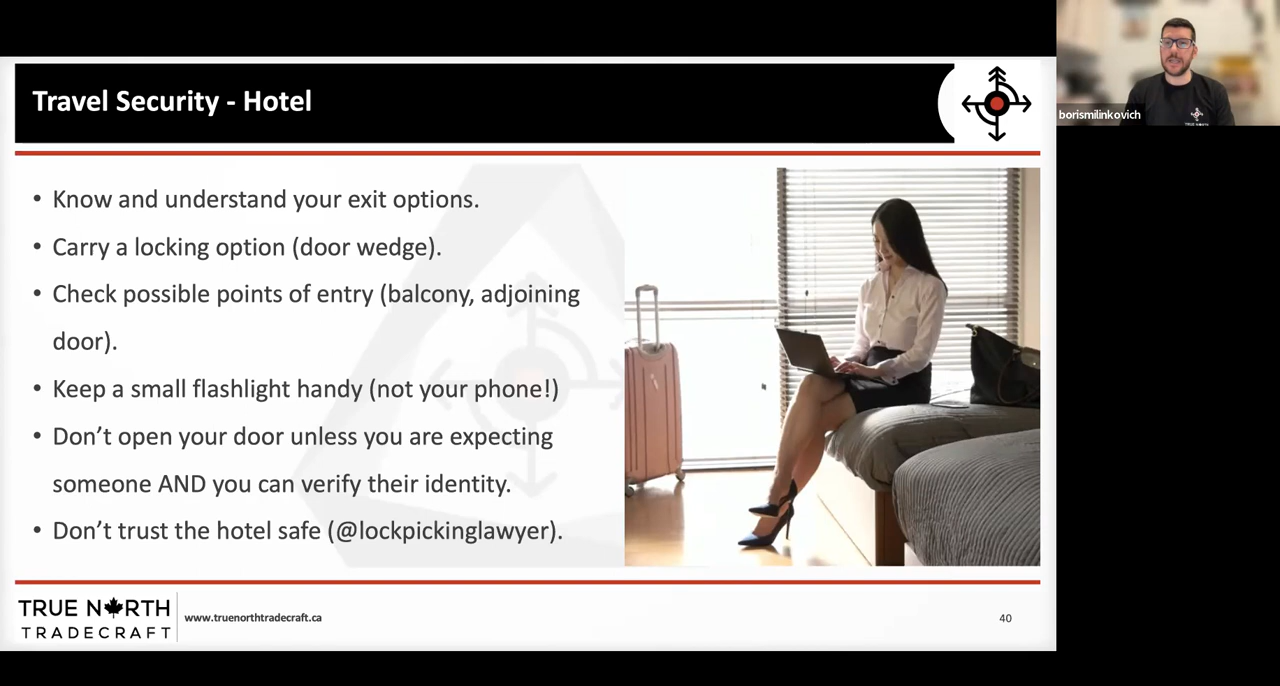 Travel Security - Hotel
borismilinkovich
• Know and understand your exit options.
• Carry a locking option (door wedge).
• Check possible points of entry (balcony, adjoining
door).
• Keep a small flashlight handy (not your phone!)
• Don’t open your door unless you are expecting
someone AND you can verify their identity.
• Don’t trust the hotel safe (@lockpickinglawyer).
TRUE NORTH
TRADECRAFT
www.truenorthtradecraft.ca
40
TRUE NORTH